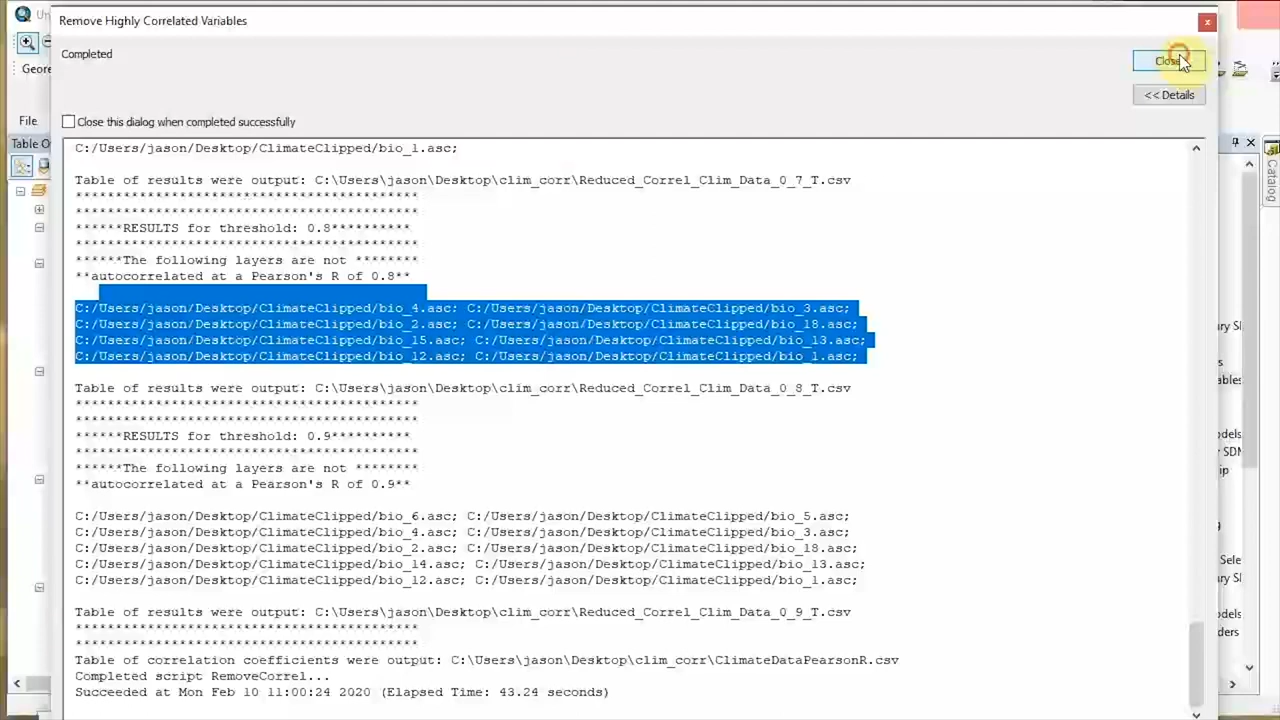 Remove Highly Correlated Variables
x
Completed
Close
<< Details
Geore
File
Close this dialog when completed successfully
Table O
Catalog
C:/Users/jason/Desktop/ClimateClipped/bio_1.asc;
Table of results were output: C:\Users\jason\Desktop\clim_corr\Reduced_Correl_Clim_Data_0_7_T.csv
*******************************************
*******************************************
******RESULTS for threshold: 0.8**********
*******************************************
******The following layers are not ********
**autocorrelated at a Pearson's R of 0.8**
C:/Users/jason/Desktop/ClimateClipped/bio_4.asc; C:/Users/jason/Desktop/ClimateClipped/bio_3.asc;
C:/Users/jason/Desktop/ClimateClipped/bio_2.asc; C:/Users/jason/Desktop/ClimateClipped/bio_18.asc;
C:/Users/jason/Desktop/ClimateClipped/bio_15.asc; C:/Users/jason/Desktop/ClimateClipped/bio_13.asc;
C:/Users/jason/Desktop/ClimateClipped/bio_12.asc; C:/Users/jason/Desktop/ClimateClipped/bio_1.asc;
Table of results were output: C:\Users\jason\Desktop\clim_corr\Reduced_Correl_Clim_Data_0_8_T.csv
*******************************************
*******************************************
******RESULTS for threshold: 0.9**********
*******************************************
******The following layers are not ********
**autocorrelated at a Pearson's R of 0.9**
C:/Users/jason/Desktop/ClimateClipped/bio_6.asc; C:/Users/jason/Desktop/ClimateClipped/bio_5.asc;
C:/Users/jason/Desktop/ClimateClipped/bio_4.asc; C:/Users/jason/Desktop/ClimateClipped/bio_3.asc;
C:/Users/jason/Desktop/ClimateClipped/bio_2.asc; C:/Users/jason/Desktop/ClimateClipped/bio_18.asc;
C:/Users/jason/Desktop/ClimateClipped/bio_14.asc; C:/Users/jason/Desktop/ClimateClipped/bio_13.asc;
C:/Users/jason/Desktop/ClimateClipped/bio_12.asc; C:/Users/jason/Desktop/ClimateClipped/bio_1.asc;
Table of results were output: C:\Users\jason\Desktop\clim_corr\Reduced_Correl_Clim_Data_0_9_T.csv
*******************************************
*******************************************
Table of correlation coefficients were output: C:\Users\jason\Desktop\clim_corr\ClimateDataPearsonR.csv
Completed script RemoveCorrel...
Succeeded at Mon Feb 10 11:00:24 2020 (Elapsed Time: 43.24 seconds)